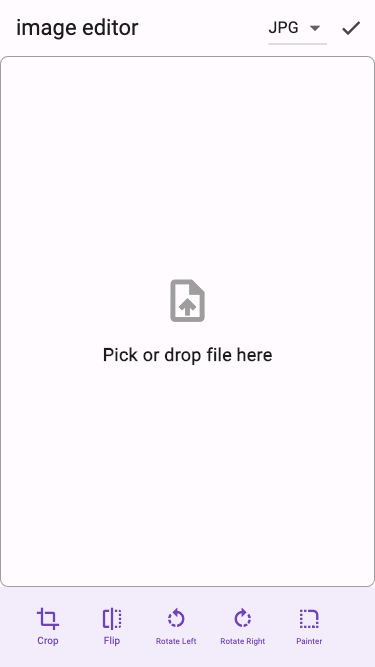 image editor
JPG
Pick or drop file here
Crop
Flip
Rotate Left
Rotate Right
Painter